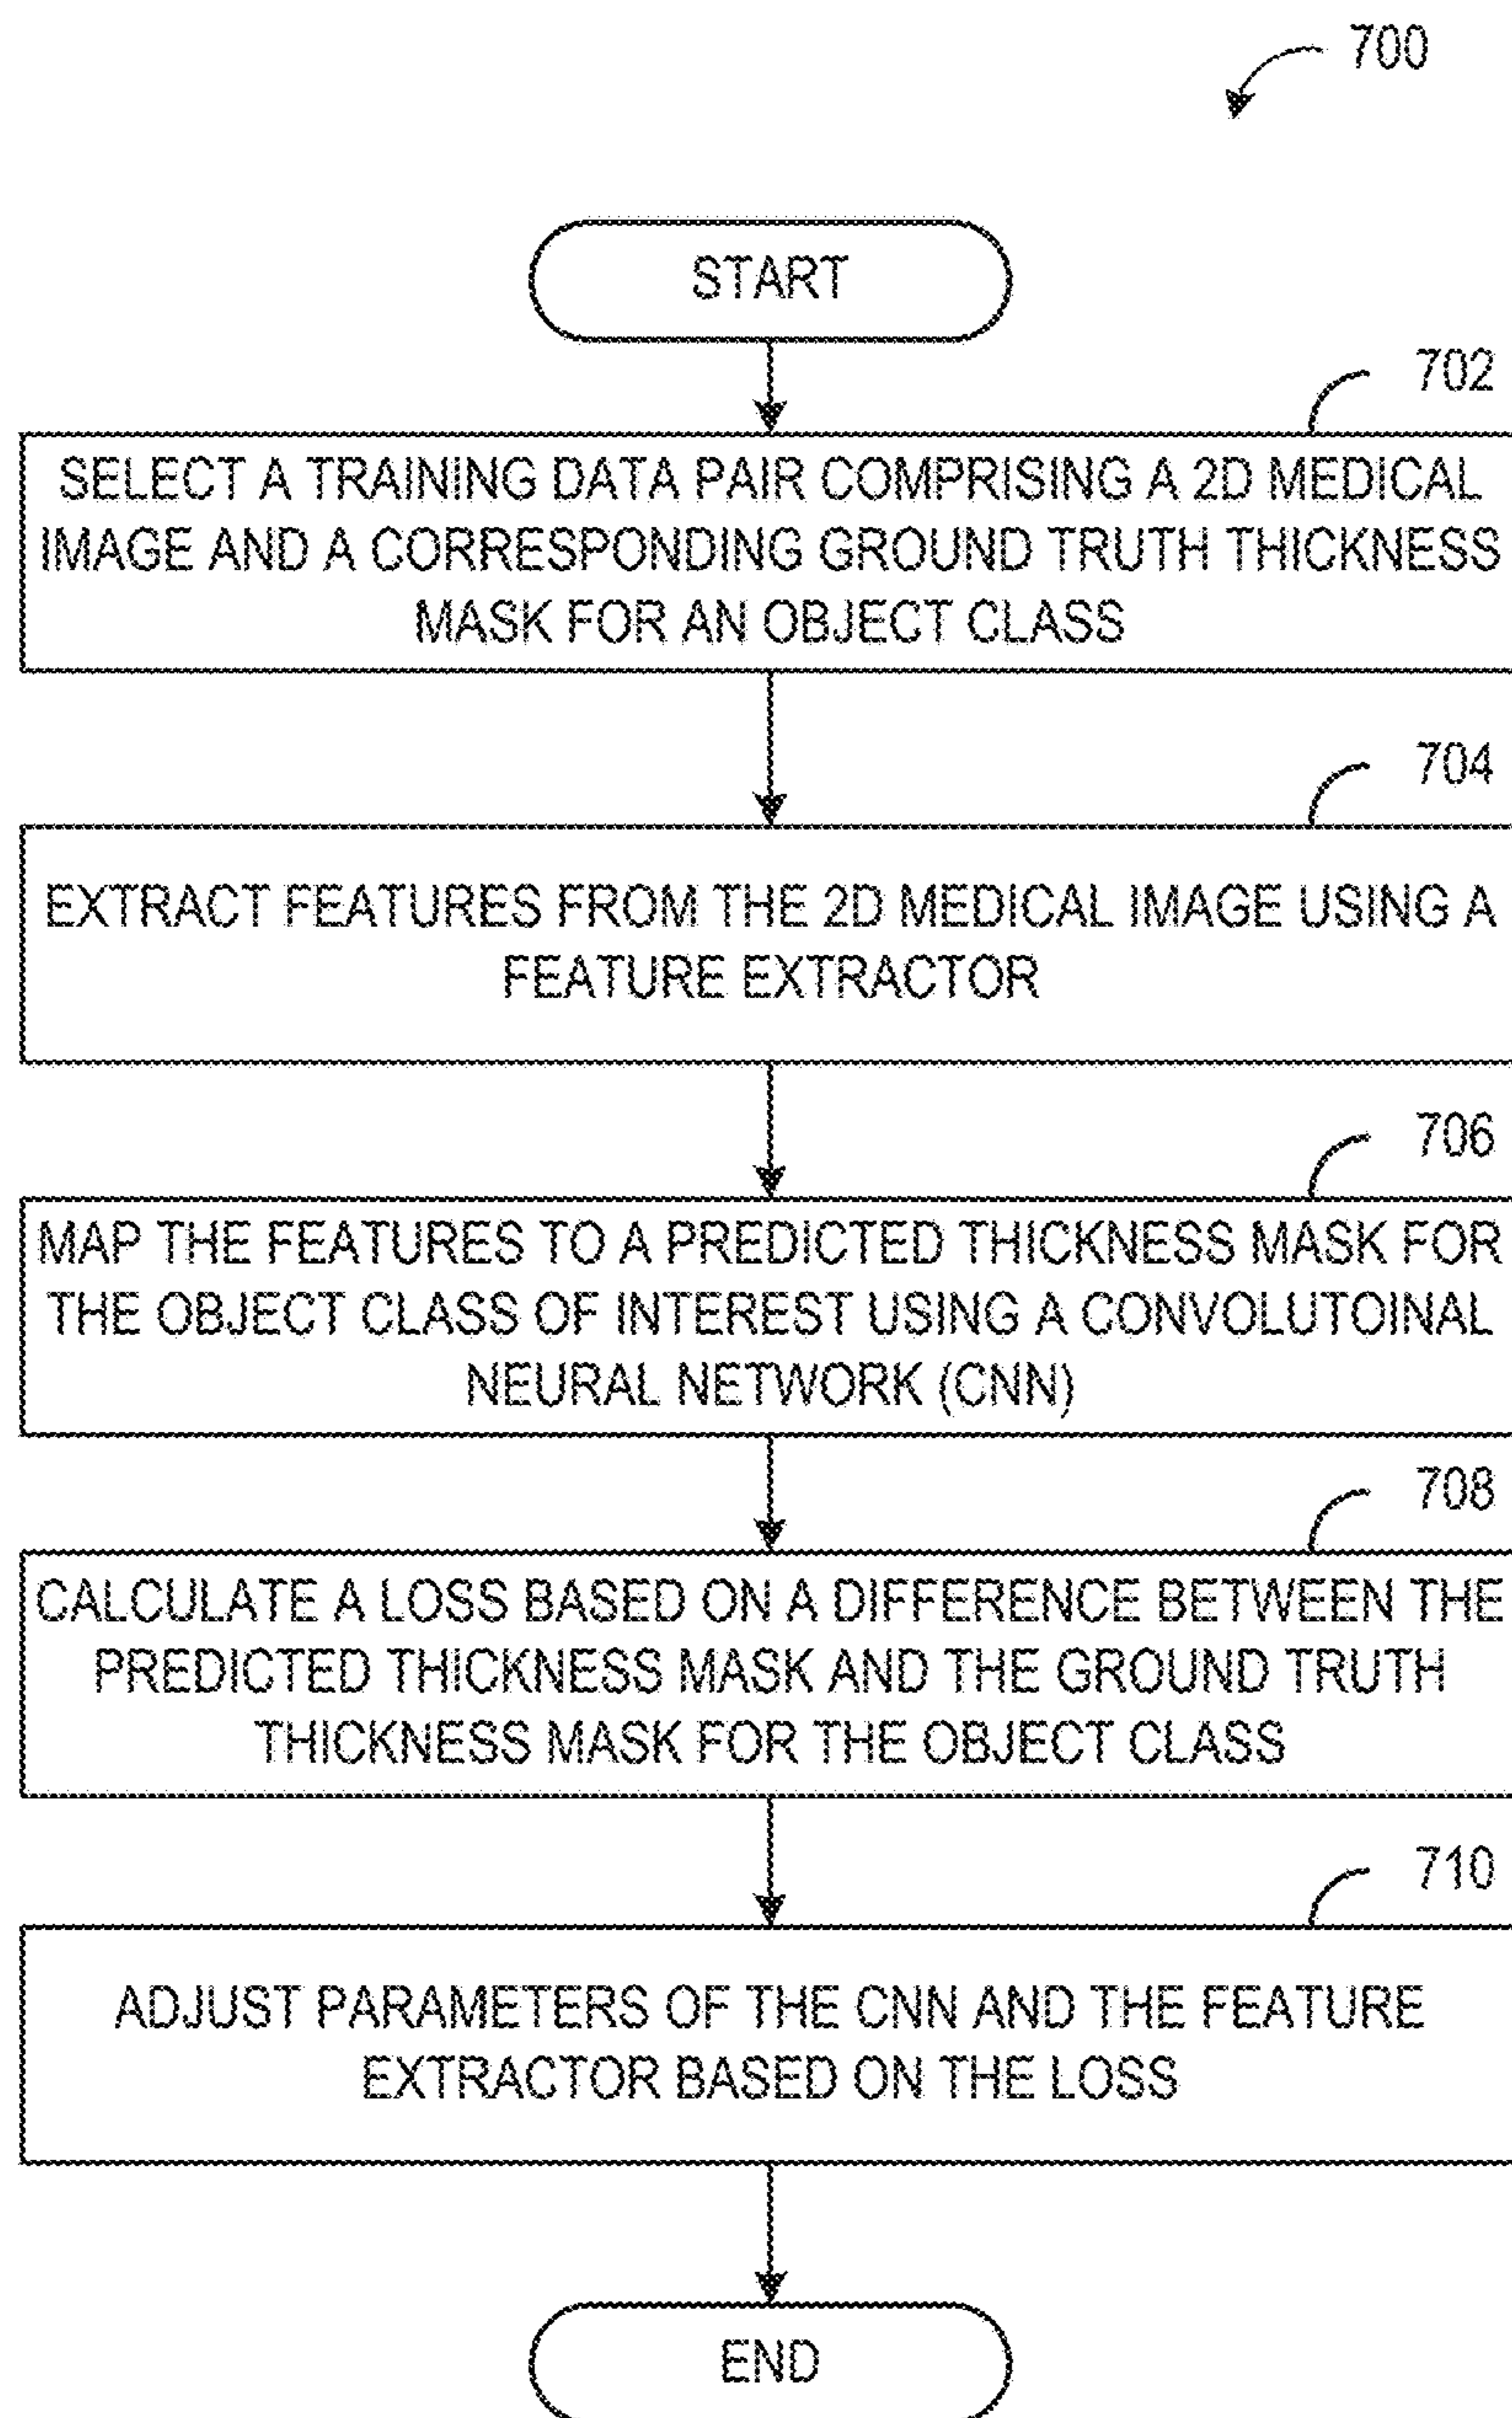 700
START
702
SELECT A TRAINING DATA PAIR COMPRISING A 2D MEDICAL
IMAGE AND A CORRESPONDING GROUND TRUTH THICKNESS
MASK FOR AN OBJECT CLASS
704
EXTRACT FEATURES FROM THE 2D MEDICAL IMAGE USING A
FEATURE EXTRACTOR
706
MAP THE FEATURES TO A PREDICTED THICKNESS MASK FOR
THE OBJECT CLASS OF INTEREST USING A CONVOLUTOINAL
NEURAL NETWORK (CNN)
708
CALCULATE A LOSS BASED ON A DIFFERENCE BETWEEN THE
PREDICTED THICKNESS MASK AND THE GROUND TRUTH
THICKNESS MASK FOR THE OBJECT CLASS
710
ADJUST PARAMETERS OF THE CNN AND THE FEATURE
EXTRACTOR BASED ON THE LOSS
END